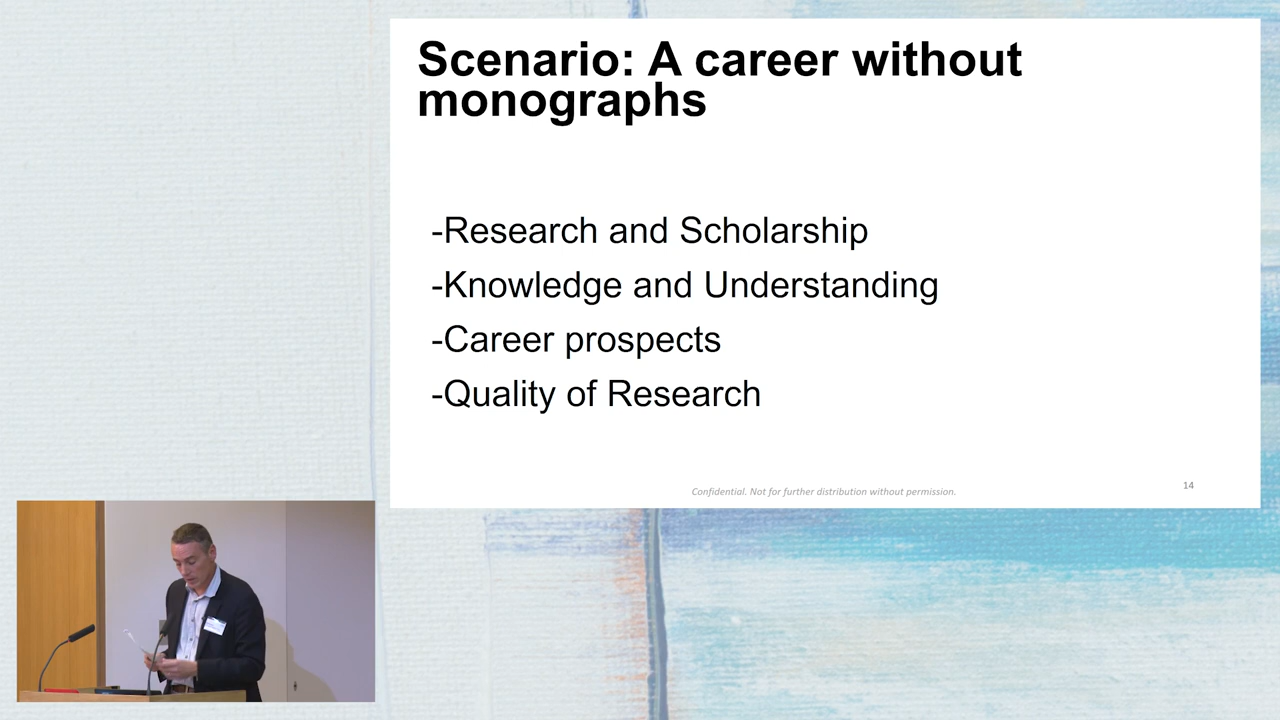 Scenario: A career without
monographs
-Research and Scholarship
-Knowledge and Understanding
-Career prospects
-Quality of Research
Confidential. Not for further distribution without permission.
14